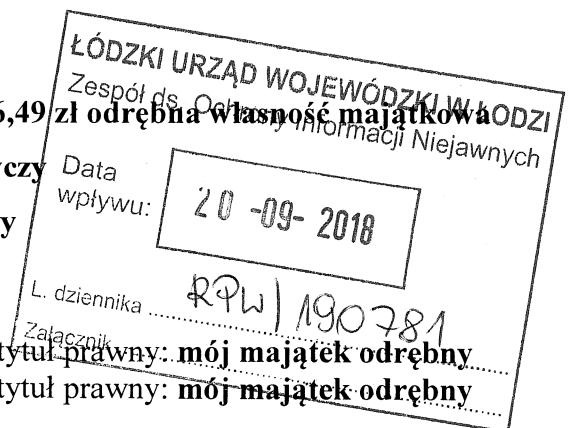 ŁÓDZKI URZĄD WOJEWÓDZKI W ŁODZI
Zespół ds. Ochrony Informacji Niejawnych
6,49 zł odrębna własność majątkowa
yczy
y
Data
wpływu:
20 -09- 2018
L. dziennika RPW/190781
Załącznik
tytuł prawny: mój majątek odrębny
tytuł prawny: mój majątek odrębny